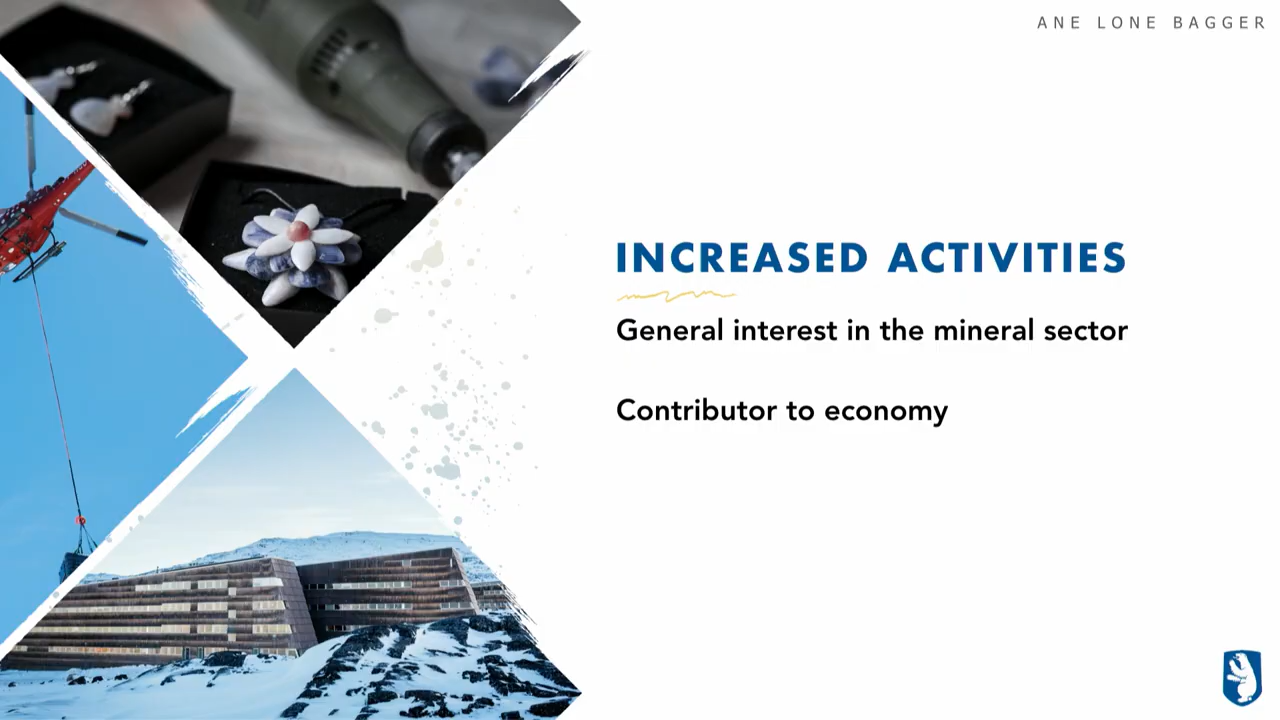 ANE LONE BAGGER
INCREASED ACTIVITIES
General interest in the mineral sector
Contributor to economy